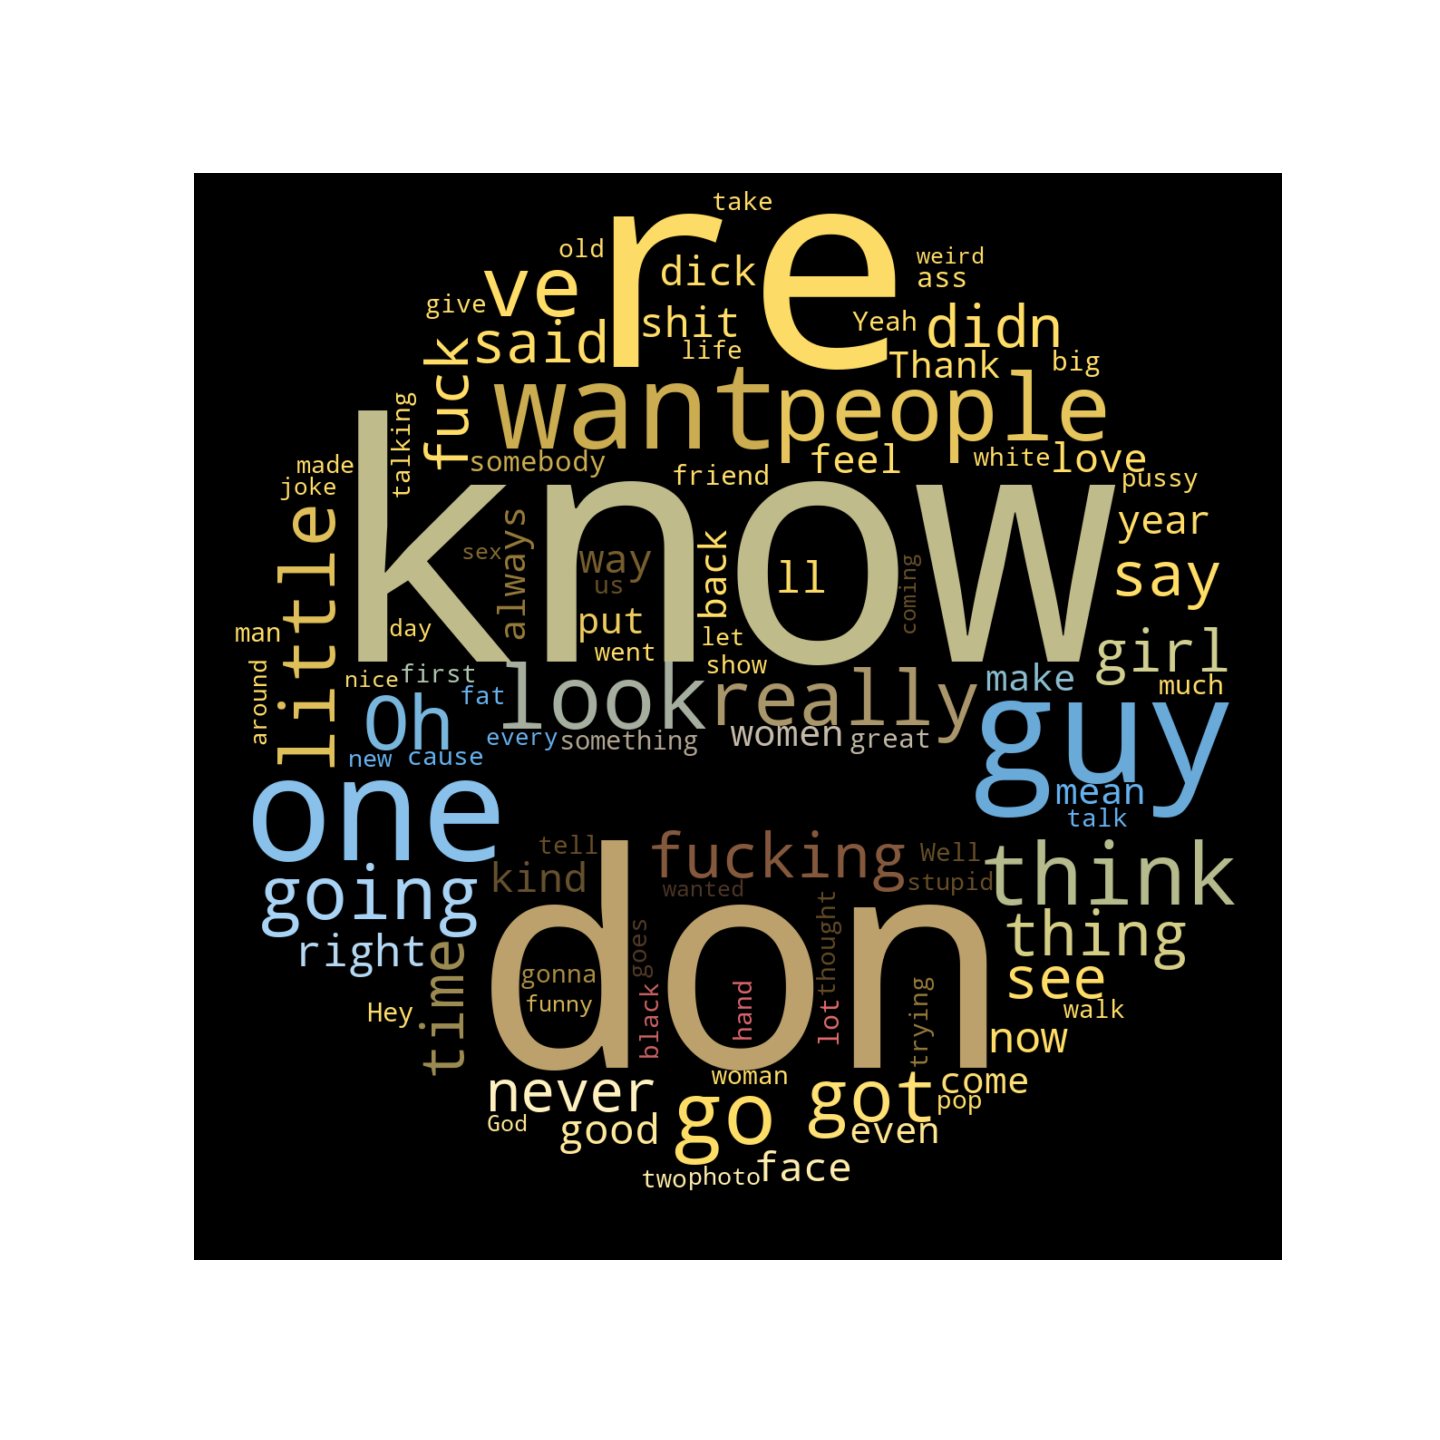 take
re
old
weird
dick
ass
ve
give
shit
Yeah
didn
said
life
Thank
big
fuck
want
people
talking
know
somebody
friend
feel
white
love
made
joke
pussy
little
always
year
sex
way
us
back
ll
coming
say
man
day
put
let
went
show
girl
around
nice
first
look
really
make
much
fat
Oh
guy
every
something
women
great
new
cause
one
mean
talk
tell
fucking
Well
kind
wanted
stupid
think
going
don
thing
right
time
goes
thought
gonna
funny
black
hand
lot
trying
see
Hey
walk
now
never
woman
come
pop
go
got
God
good
even
face
two
photo